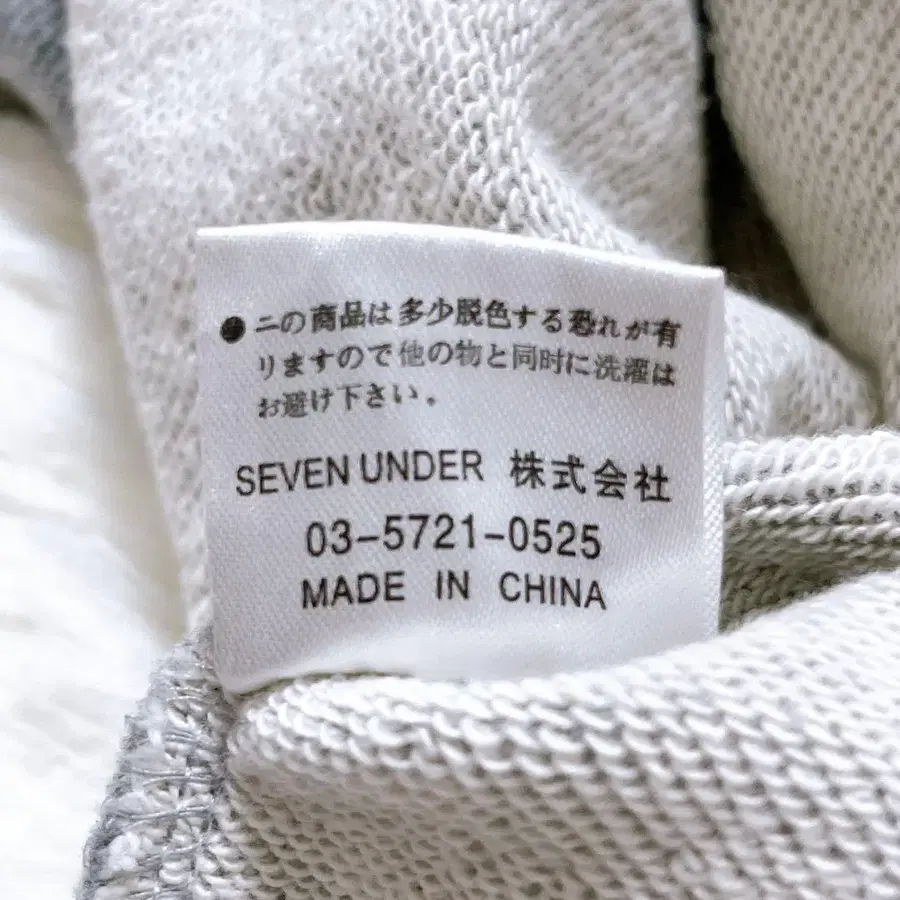 ●ニの商品は多少脱色する恐れが有
リますので他の物と同时に洗濯は
お避け下さい。
SEVEN UNDER 株式会社
03-5721-0525
MADE IN CHINA